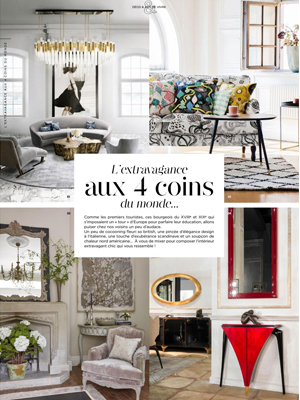 DÉCO & ART DE VIVRE
L'EXTRAVAGANCE AUX 4 COINS DU MONDE
L'extravagance
aux 4 coins
du monde...
Comme les premiers touristes, ces bourgeois du XVIIIᵉ et XIXᵉ qui
s'imposaient un « tour » d'Europe pour parfaire leur éducation, allons
puiser chez nos voisins un peu d'audace.
Un peu de cocooning fleuri so british, une pincée d'élégance design
à l'italienne, une touche d'exubérance scandinave et un soupçon de
chaleur nord américaine... À vous de mixer pour composer l'intérieur
extravagant chic qui vous ressemble !